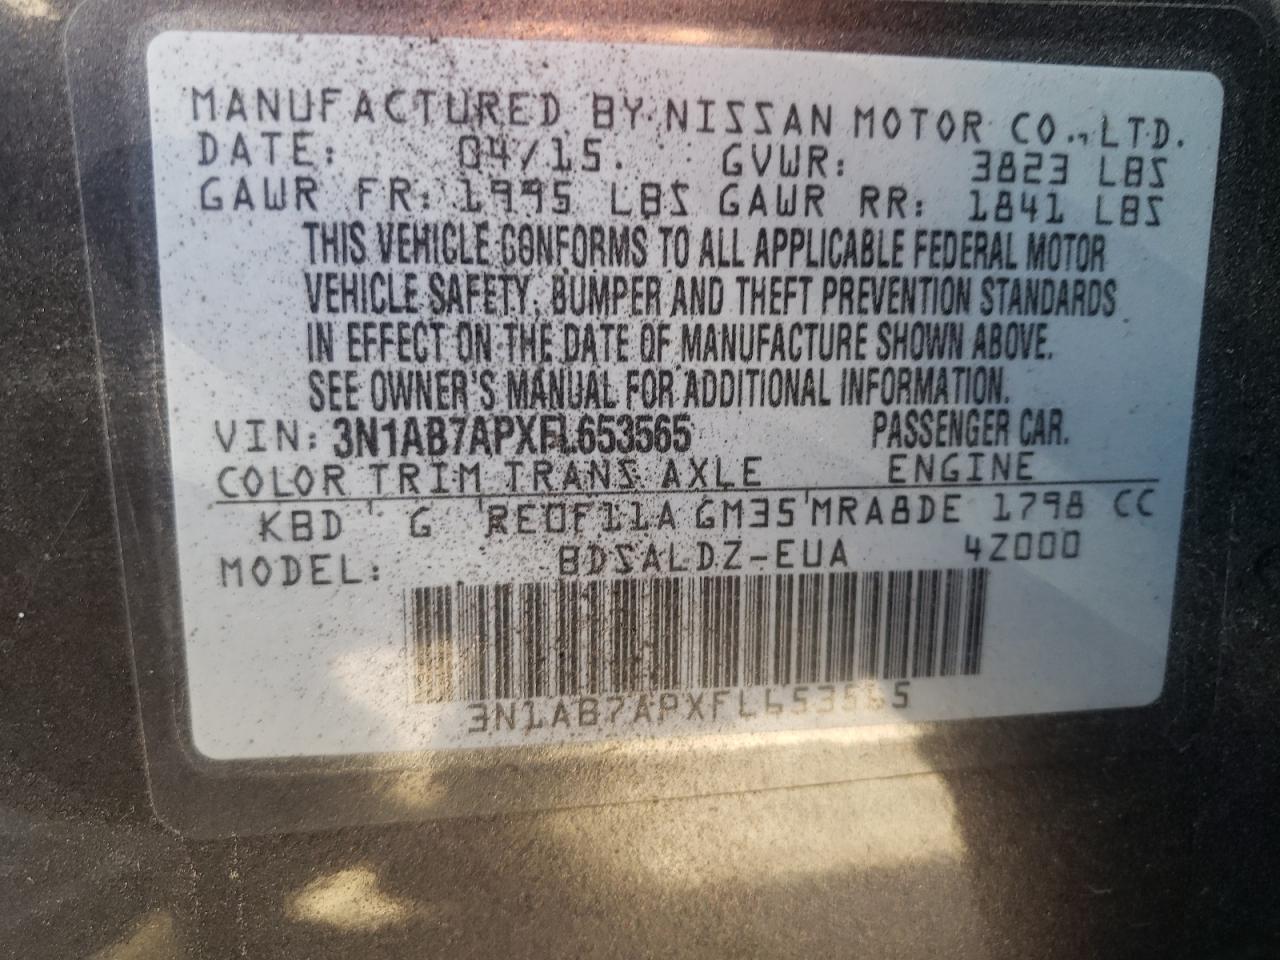 MANUFACTURED BY NISSAN MOTOR CO., LTD.
DATE: 04/15. GVWR: 3823 LBS
GAWR FR: 1995 LBS GAWR RR: 1841 LBS
THIS VEHICLE CONFORMS TO ALL APPLICABLE FEDERAL MOTOR
VEHICLE SAFETY, BUMPER AND THEFT PREVENTION STANDARDS
IN EFFECT ON THE DATE OF MANUFACTURE SHOWN ABOVE.
SEE OWNER'S MANUAL FOR ADDITIONAL INFORMATION.
VIN: 3N1AB7APXFL653565 PASSENGER CAR.
COLOR TRIM TRANS AXLE ENGINE
KBD G RE0F11A GM35 MRA8DE 1798 CC
MODEL: BDSALDZ-EUA 4Z000
3N1AB7APXFL653565